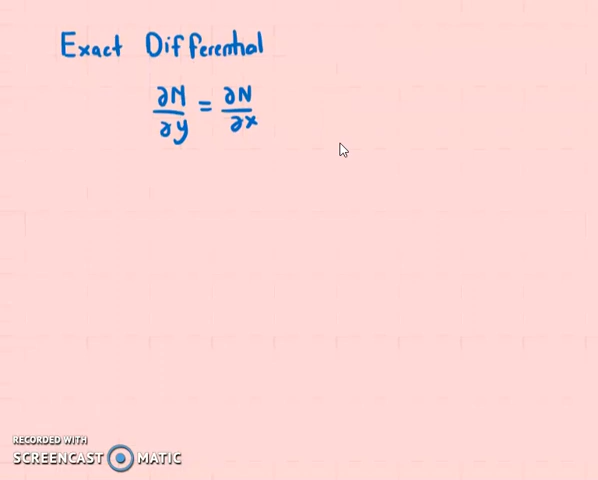 Exact Differential
∂M/∂y = ∂N/∂x
RECORDED WITH
SCREENCAST MATIC